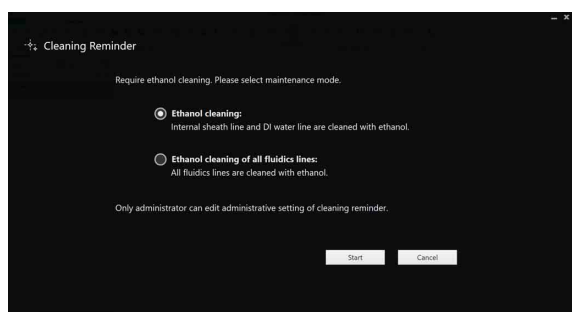 Cleaning Reminder
Require ethanol cleaning. Please select maintenance mode.
Ethanol cleaning:
Internal sheath line and DI water line are cleaned with ethanol.
Ethanol cleaning of all fluidics lines:
All fluidics lines are cleaned with ethanol.
Only administrator can edit administrative setting of cleaning reminder.
Start Cancel